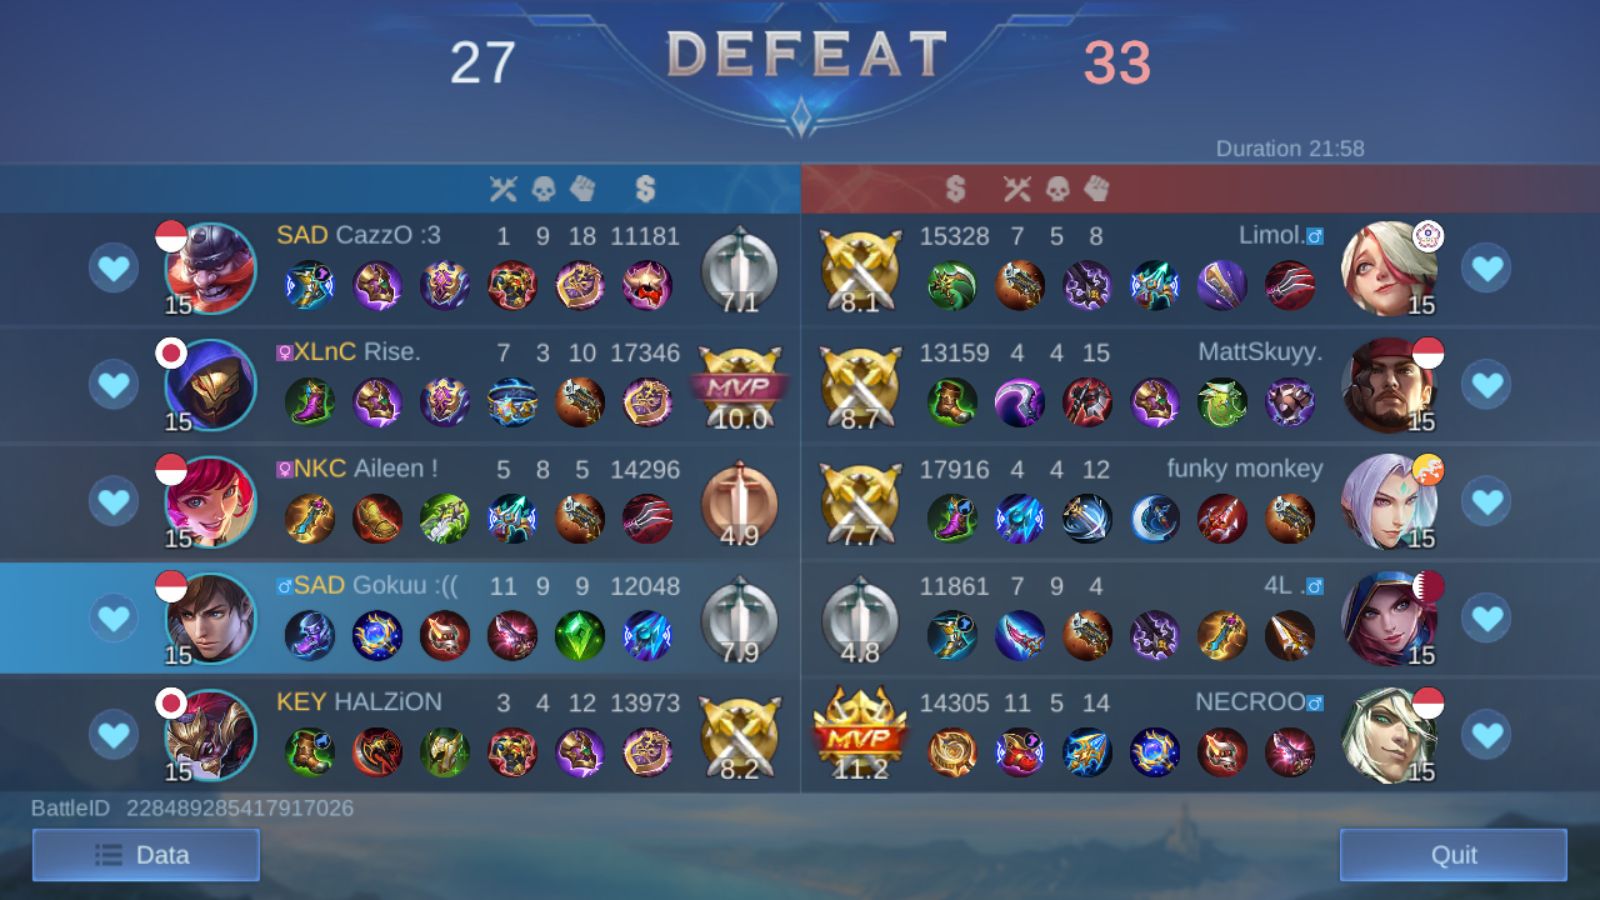 27 DEFEAT 33
Duration 21:58
SAD CazzO :3 1 9 18 11181
15 7.1
15328 7 5 8 Limol.
8.1 15
XLnC Rise. 7 3 10 17346
MVP
15 10.0
13159 4 4 15 MattSkuyy.
8.7 15
NKC Aileen ! 5 8 5 14296
15 4.9
17916 4 4 12 funky monkey
7.7 15
SAD Gokuu :(( 11 9 9 12048
15 7.9
11861 7 9 4 4L .
4.8 15
KEY HALZiON 3 4 12 13973
15 8.2
14305 11 5 14 NECROO
MVP
11.2 15
BattleID 228489285417917026
Data
Quit